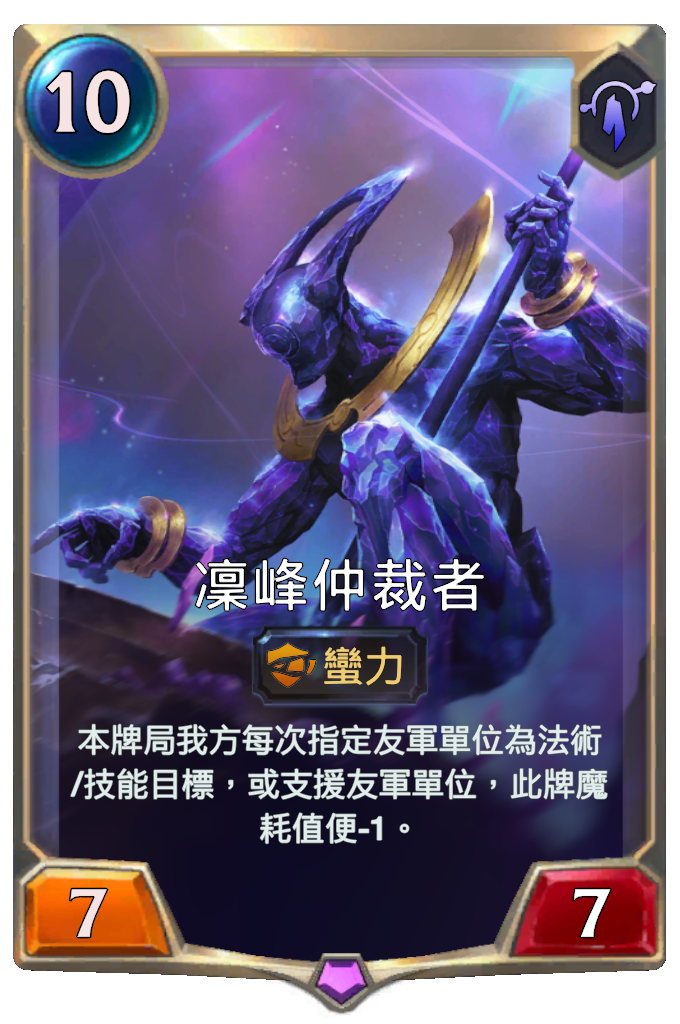 10
凜峰仲裁者
蠻力
本牌局我方每次指定友軍單位為法術
/技能目標，或支援友軍單位，此牌魔
耗值便-1。
7
7